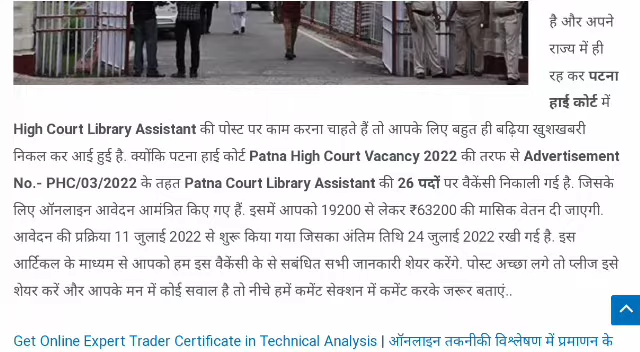 है और अपने
राज्य में ही
रह कर पटना
हाई कोर्ट में
High Court Library Assistant की पोस्ट पर काम करना चाहते हैं तो आपके लिए बहुत ही बढ़िया खुशखबरी
निकल कर आई हुई है. क्योंकि पटना हाई कोर्ट Patna High Court Vacancy 2022 की तरफ से Advertisement
No.- PHC/03/2022 के तहत Patna Court Library Assistant की 26 पदों पर वैकेंसी निकाली गई है. जिसके
लिए ऑनलाइन आवेदन आमंत्रित किए गए हैं. इसमें आपको 19200 से लेकर ₹63200 की मासिक वेतन दी जाएगी.
आवेदन की प्रक्रिया 11 जुलाई 2022 से शुरू किया गया जिसका अंतिम तिथि 24 जुलाई 2022 रखी गई है. इस
आर्टिकल के माध्यम से आपको हम इस वैकेंसी के से सबंधित सभी जानकारी शेयर करेंगे. पोस्ट अच्छा लगे तो प्लीज इसे
शेयर करें और आपके मन में कोई सवाल है तो नीचे हमें कमेंट सेक्शन में कमेंट करके जरूर बताएं..
Get Online Expert Trader Certificate in Technical Analysis | ऑनलाइन तकनीकी विश्लेषण में प्रमाणन के